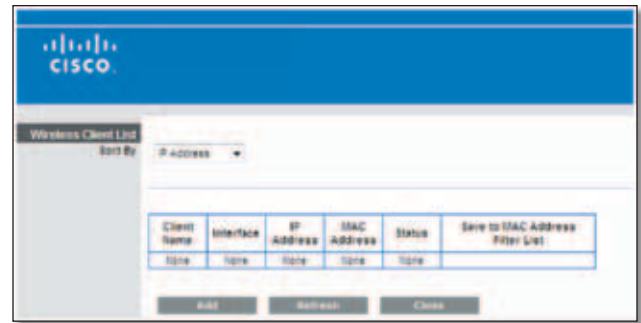 CISCO
Wireless Client List
Sort By
IP Address
Client Name
Interface
IP Address
MAC Address
Status
Save to MAC Address Filter List
None
None
None
None
None
Add
Refresh
Close